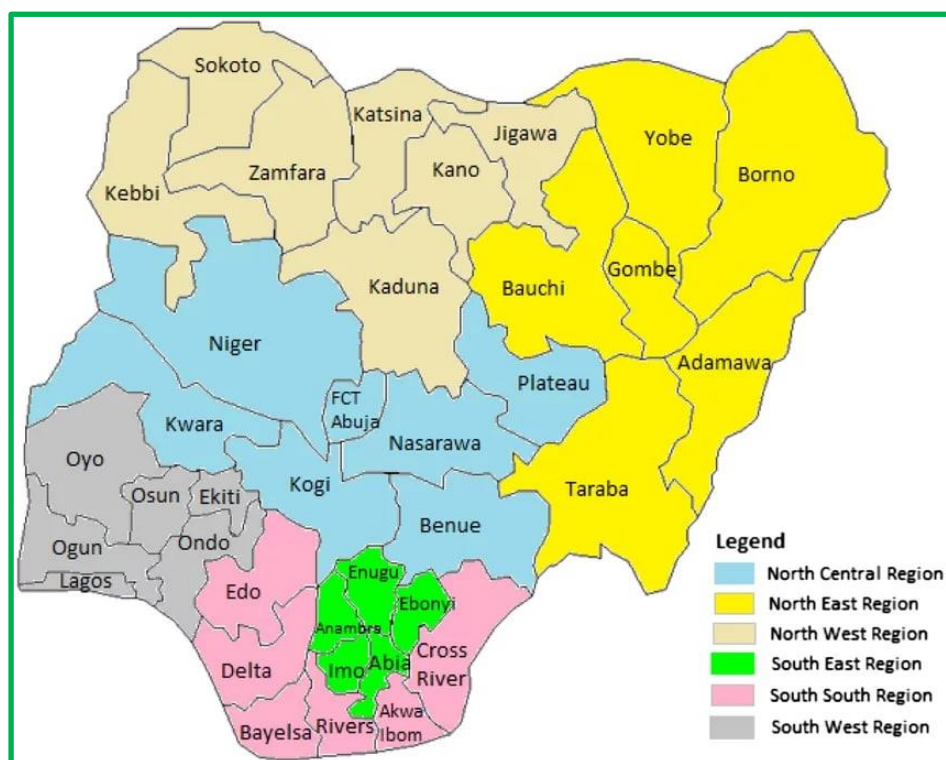 Sokoto
Katsina
Jigawa
Yobe
Kano
Zamfara
Borno
Kebbi
Kaduna
Bauchi
Gombe
Niger
Adamawa
Plateau
FCT
Abuja
Kwara
Nasarawa
Oyo
Kogi
Taraba
Osun
Ekiti
Benue
Ogun
Ondo
Lagos
Edo
Enugu
Ebonyi
Anambra
Cross
River
Delta
Imo
Abia
Bayelsa
Rivers
Akwa
Ibom
Legend
North Central Region
North East Region
North West Region
South East Region
South South Region
South West Region